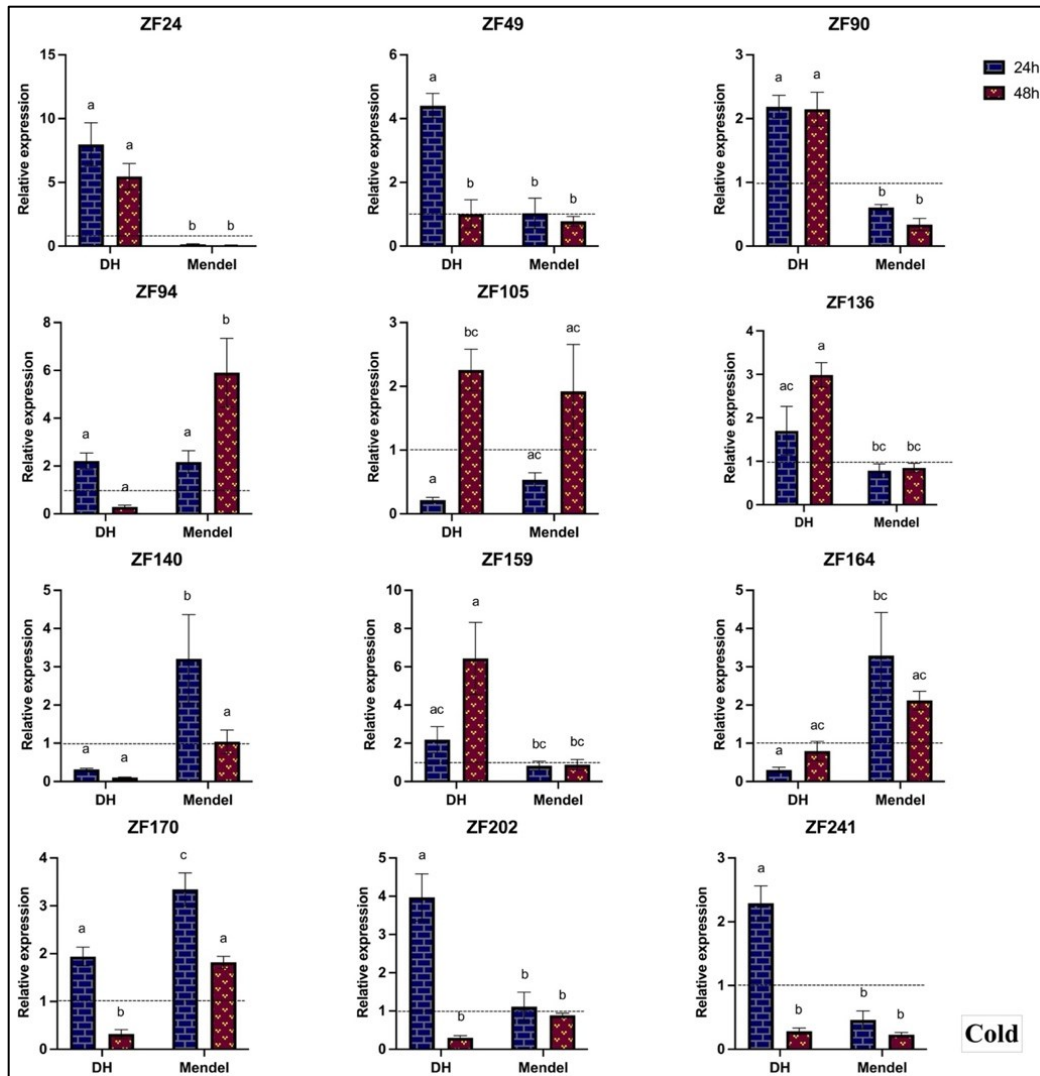 ZF24
ZF49
ZF90
24h
48h
Relative expression
15
10
5
0
a
a
b
b
DH
Mendel
Relative expression
6
4
2
0
a
b
b
b
DH
Mendel
Relative expression
3
2
1
0
a
a
b
b
DH
Mendel
ZF94
ZF105
ZF136
Relative expression
8
6
4
2
0
a
a
a
b
DH
Mendel
Relative expression
3
2
1
0
a
bc
ac
ac
DH
Mendel
Relative expression
4
3
2
1
0
ac
a
bc
bc
DH
Mendel
ZF140
ZF159
ZF164
Relative expression
5
4
3
2
1
0
a
a
b
a
DH
Mendel
Relative expression
10
8
6
4
2
0
ac
a
bc
bc
DH
Mendel
Relative expression
5
4
3
2
1
0
a
ac
bc
ac
DH
Mendel
ZF170
ZF202
ZF241
Relative expression
4
3
2
1
0
a
b
c
a
DH
Mendel
Relative expression
5
4
3
2
1
0
a
b
b
b
DH
Mendel
Relative expression
3
2
1
0
a
b
b
b
DH
Mendel
Cold